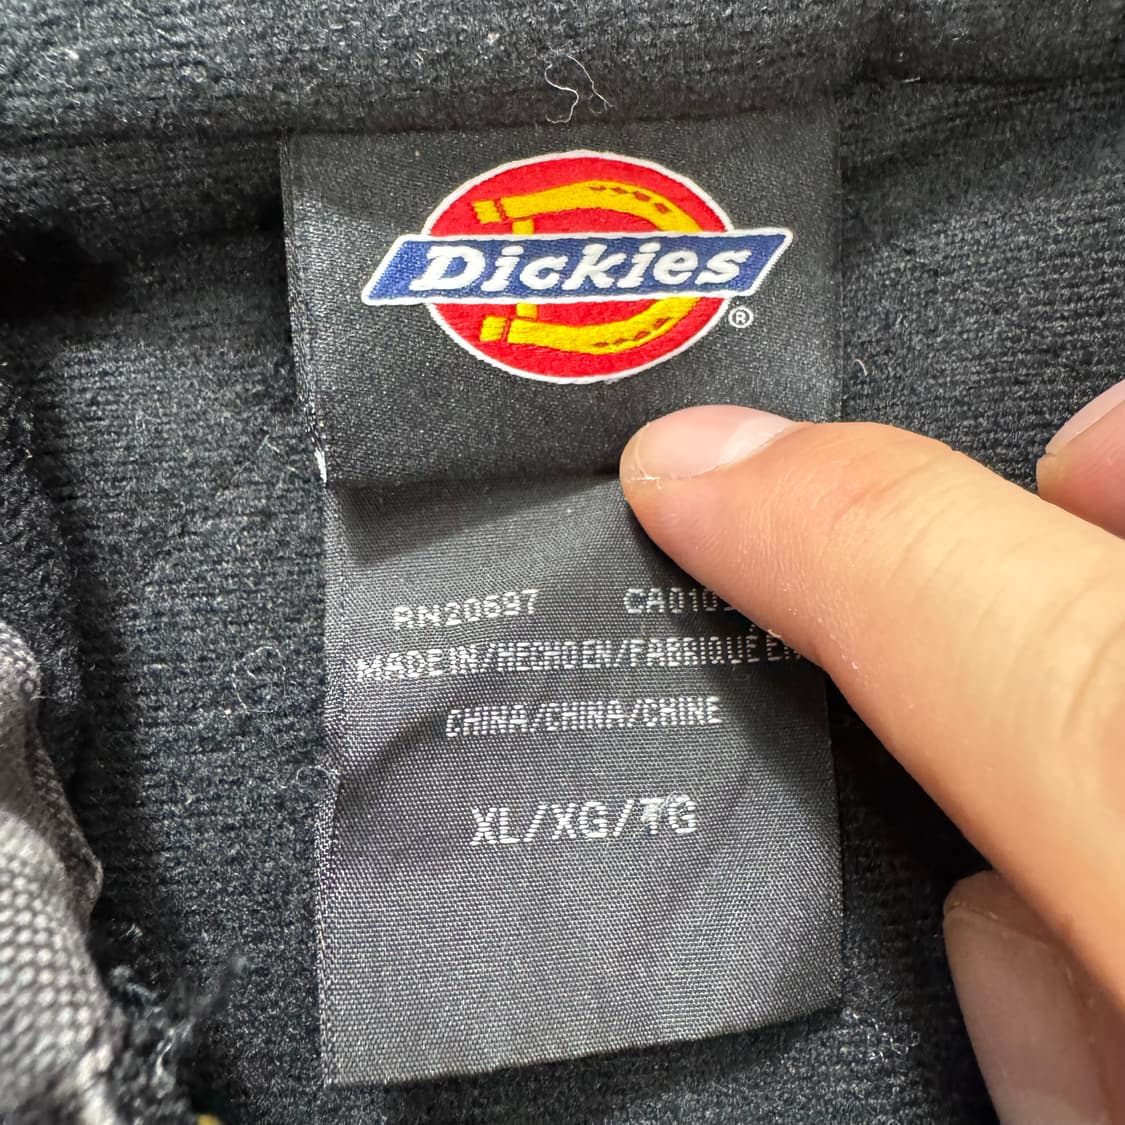 Dickies
®
RN20697
MADE IN/HECHO EN/FABRIQUÉ
CHINA/CHINA/CHINE
XL/XG/TG